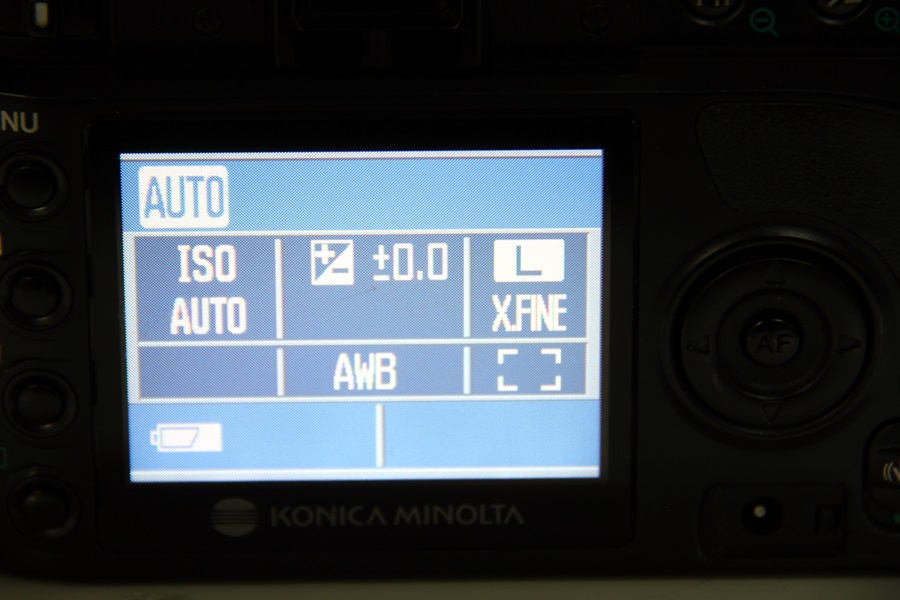 NU
AUTO
ISO
AUTO
±0.0
L
X.FINE
AWB
AF
KONICA MINOLTA